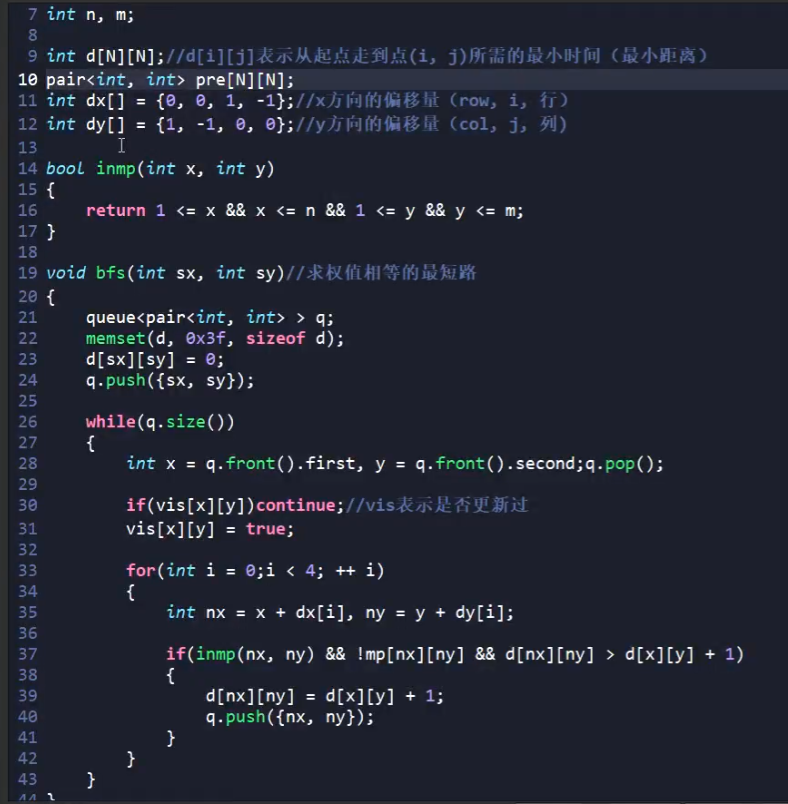 7 int n, m;
8
9 int d[N][N];//d[i][j]表示从起点走到点(i, j)所需的最小时间（最小距离）
10 pair<int, int> pre[N][N];
11 int dx[] = {0, 0, 1, -1};//x方向的偏移量（row, i, 行）
12 int dy[] = {1, -1, 0, 0};//y方向的偏移量（col, j, 列)
13
14 bool inmp(int x, int y)
15 {
16 return 1 <= x && x <= n && 1 <= y && y <= m;
17 }
18
19 void bfs(int sx, int sy)//求权值相等的最短路
20 {
21 queue<pair<int, int> > q;
22 memset(d, 0x3f, sizeof d);
23 d[sx][sy] = 0;
24 q.push({sx, sy});
25
26 while(q.size())
27 {
28 int x = q.front().first, y = q.front().second;q.pop();
29
30 if(vis[x][y])continue;//vis表示是否更新过
31 vis[x][y] = true;
32
33 for(int i = 0;i < 4; ++ i)
34 {
35 int nx = x + dx[i], ny = y + dy[i];
36
37 if(inmp(nx, ny) && !mp[nx][ny] && d[nx][ny] > d[x][y] + 1)
38 {
39 d[nx][ny] = d[x][y] + 1;
40 q.push({nx, ny});
41 }
42 }
43 }